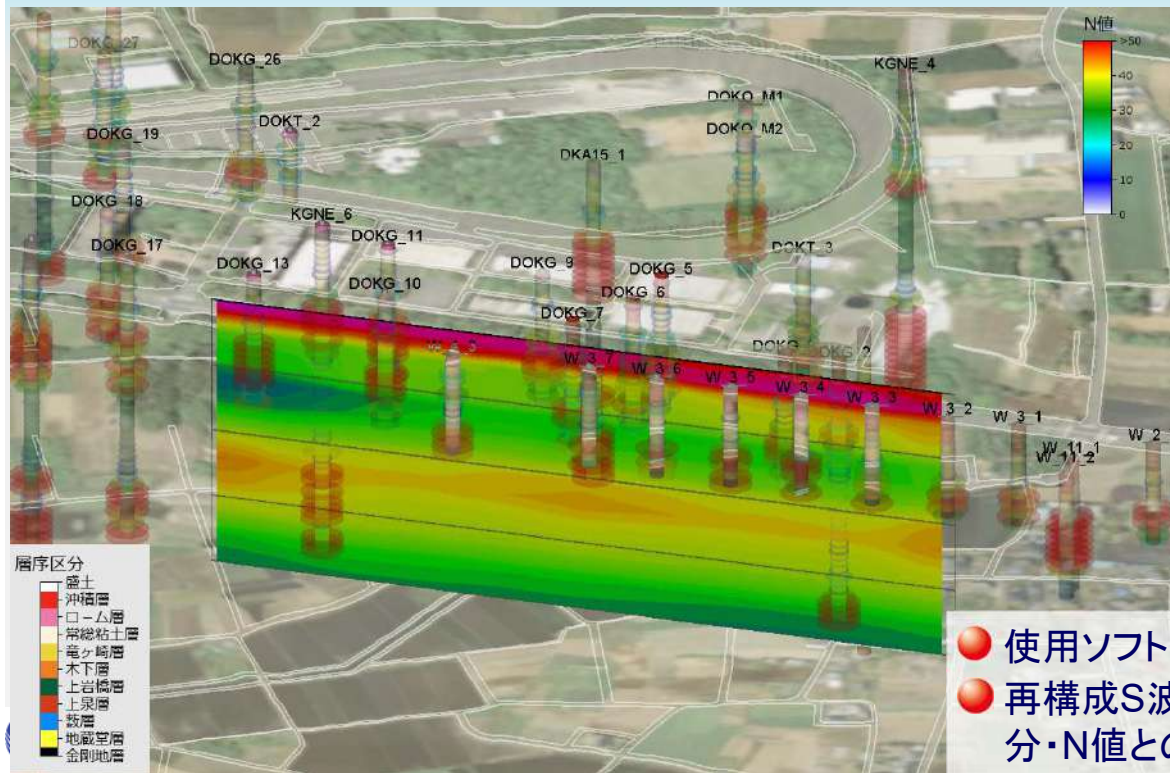 N値
>50
40
30
20
10
0
DOKG_27
DOKG_26
KGNE_4
DOKG_19
DOKT_2
DOKO_M1
DOKO_M2
DKA15_1
DOKG_18
KGNE_6
DOKG_11
DOKG_17
DOKG_13
DOKG_10
DOKG_9
DOKG_5
DOKT_3
DOKG_6
DOKG_7
W_3_7
W_3_6
W_3_5
W_3_4
W_3_3
W_3_2
W_3_1
W_11_1
W_11_2
W_2
層序区分
盛土
沖積層
ローム層
常総粘土層
竜ヶ崎層
木下層
上岩橋層
上泉層
藪層
地蔵堂層
金剛地層
使用ソフト
再構成S波
分・N値との